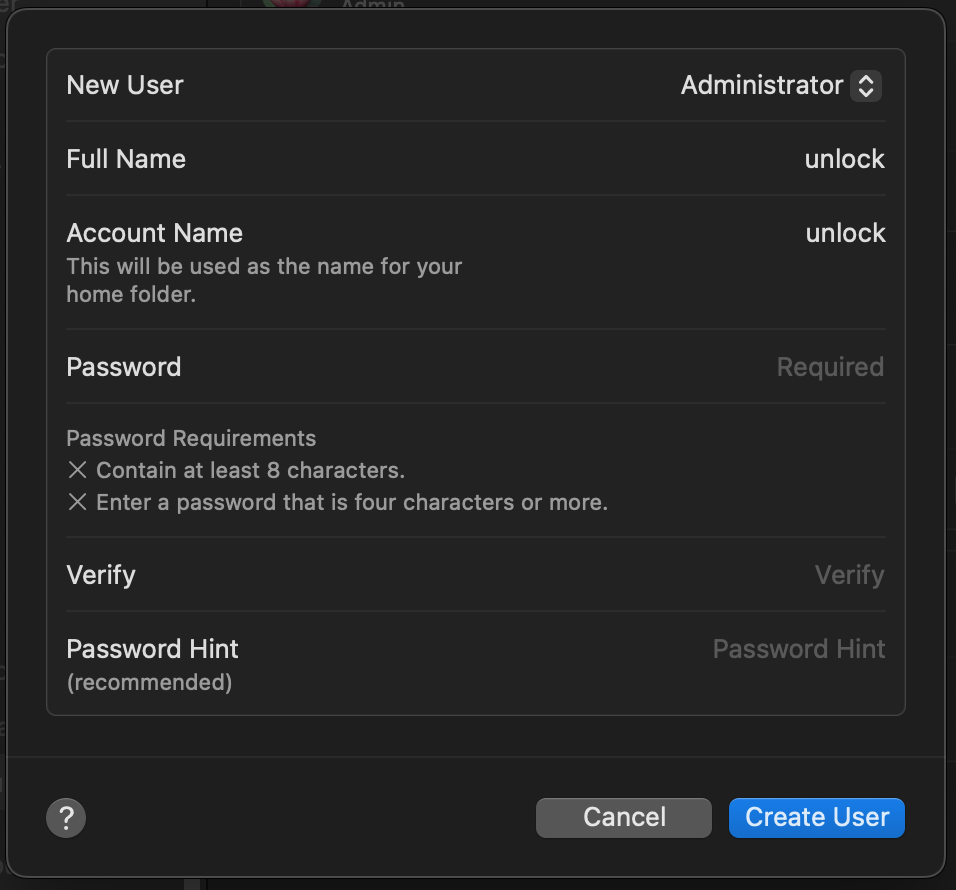 Admin
New User
Administrator
Full Name
unlock
Account Name
unlock
This will be used as the name for your
home folder.
Password
Required
Password Requirements
Contain at least 8 characters.
Enter a password that is four characters or more.
Verify
Verify
Password Hint
Password Hint
(recommended)
?
Cancel
Create User